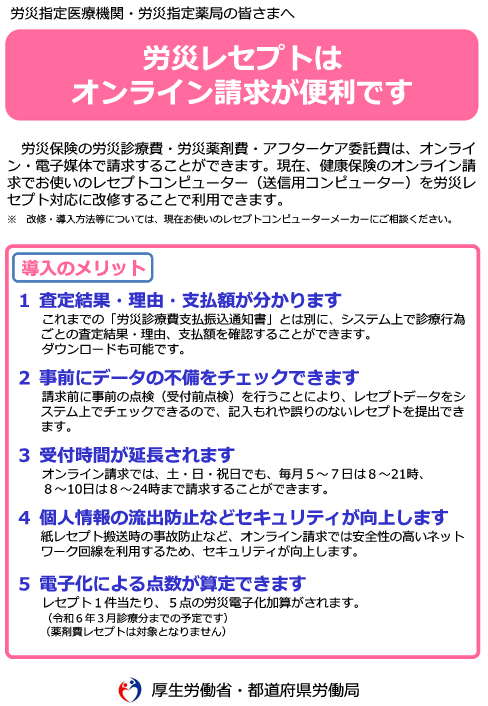 労災指定医療機関・労災指定薬局の皆さまへ
労災レセプトは
オンライン請求が便利です
労災保険の労災診療費・労災薬剤費・アフターケア委託費は、オンライ
ン・電子媒体で請求することができます。現在、健康保険のオンライン請
求でお使いのレセプトコンピューター（送信用コンピューター）を労災レ
セプト対応に改修することで利用できます。
※　改修・導入方法等については、現在お使いのレセプトコンピューターメーカーにご相談ください。
導入のメリット
１ 査定結果・理由・支払額が分かります
これまでの「労災診療費支払振込通知書」とは別に、システム上で診療行為
ごとの査定結果・理由、支払額を確認することができます。
ダウンロードも可能です。
２ 事前にデータの不備をチェックできます
請求前に事前の点検（受付前点検）を行うことにより、レセプトデータをシ
ステム上でチェックできるので、記入もれや誤りのないレセプトを提出でき
ます。
３ 受付時間が延長されます
オンライン請求では、土・日・祝日でも、毎月５～７日は８～21時、
８～10日は８～24時まで請求することができます。
４ 個人情報の流出防止などセキュリティが向上します
紙レセプト搬送時の事故防止など、オンライン請求では安全性の高いネット
ワーク回線を利用するため、セキュリティが向上します。
５ 電子化による点数が算定できます
レセプト１件当たり、５点の労災電子化加算がされます。
（令和６年３月診療分までの予定です）
（薬剤費レセプトは対象となりません）
厚生労働省・都道府県労働局